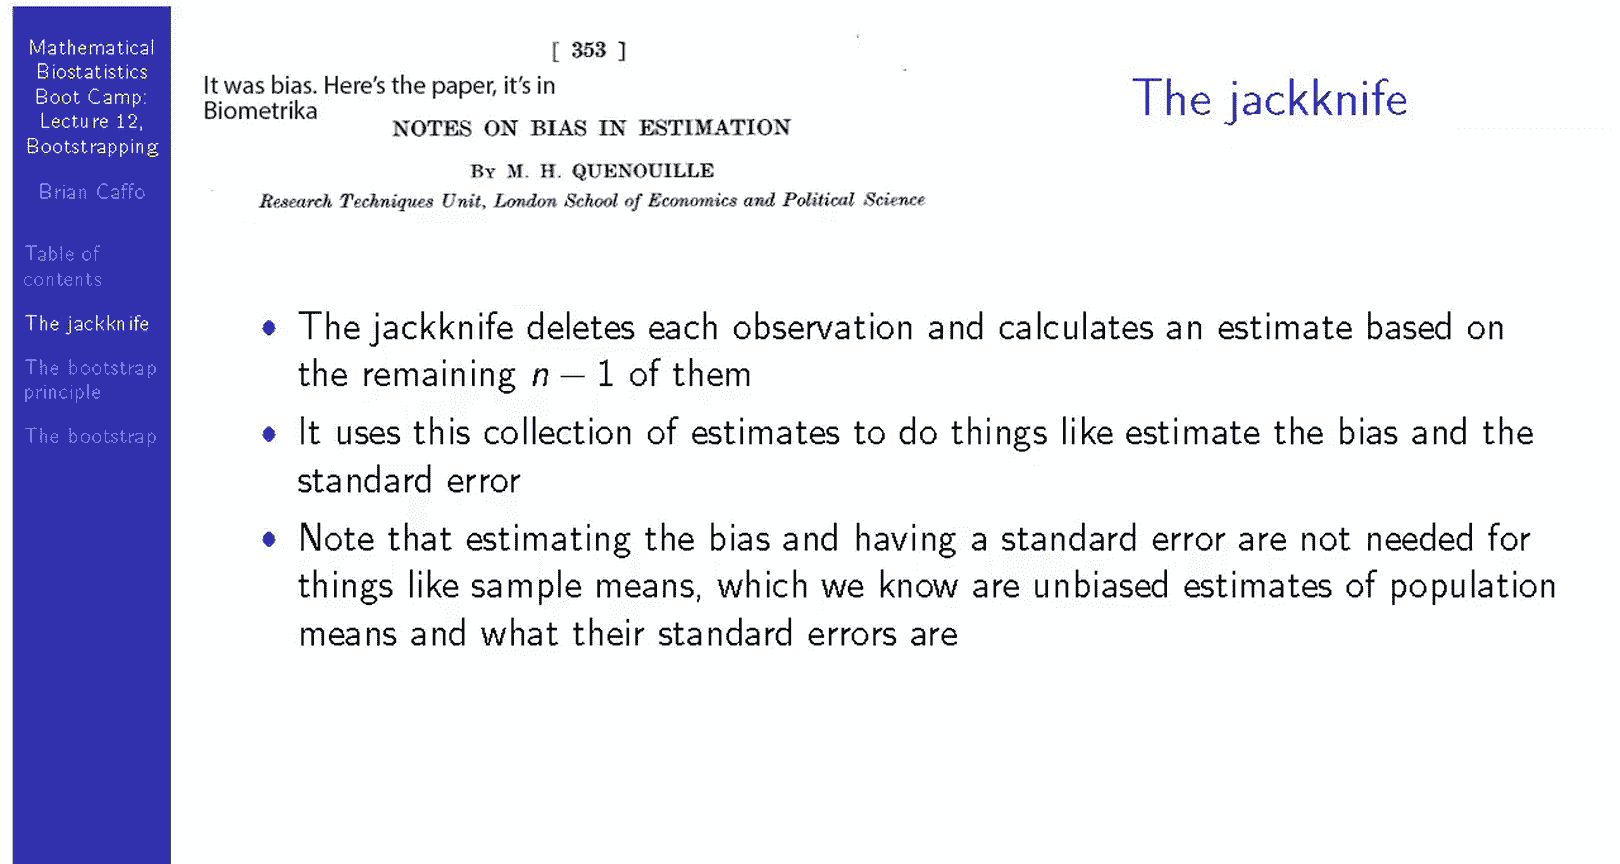 Mathematical
Biostatistics
Boot Camp:
Lecture 12,
Bootstrapping
Brian Caffo
Table of
contents
The jackknife
The bootstrap
principle
The bootstrap
[ 353 ]
It was bias. Here's the paper, it's in
Biometrika
NOTES ON BIAS IN ESTIMATION
By M. H. QUENOUILLE
Research Techniques Unit, London School of Economics and Political Science
The jackknife
• The jackknife deletes each observation and calculates an estimate based on
the remaining n − 1 of them
• It uses this collection of estimates to do things like estimate the bias and the
standard error
• Note that estimating the bias and having a standard error are not needed for
things like sample means, which we know are unbiased estimates of population
means and what their standard errors are